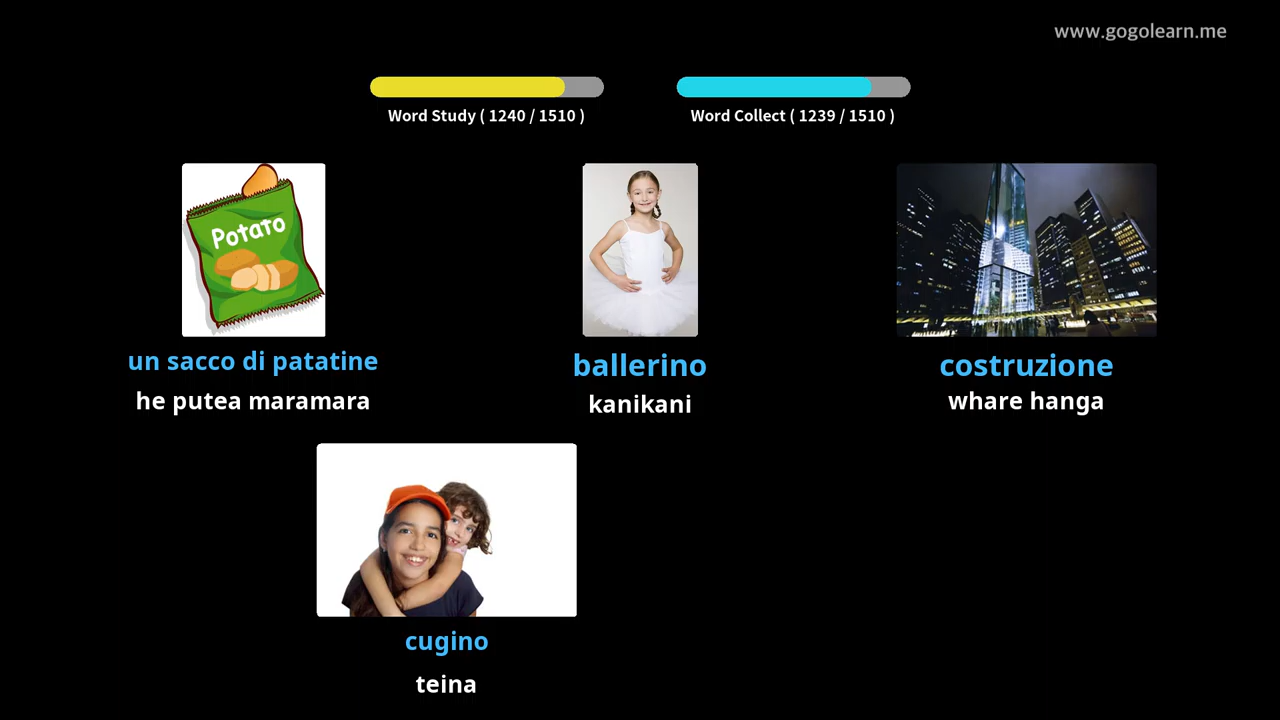 www.gogolearn.me
Word Study ( 1240 / 1510 )
Word Collect ( 1239 / 1510 )
Potato
un sacco di patatine
he putea maramara
ballerino
kanikani
costruzione
whare hanga
cugino
teina